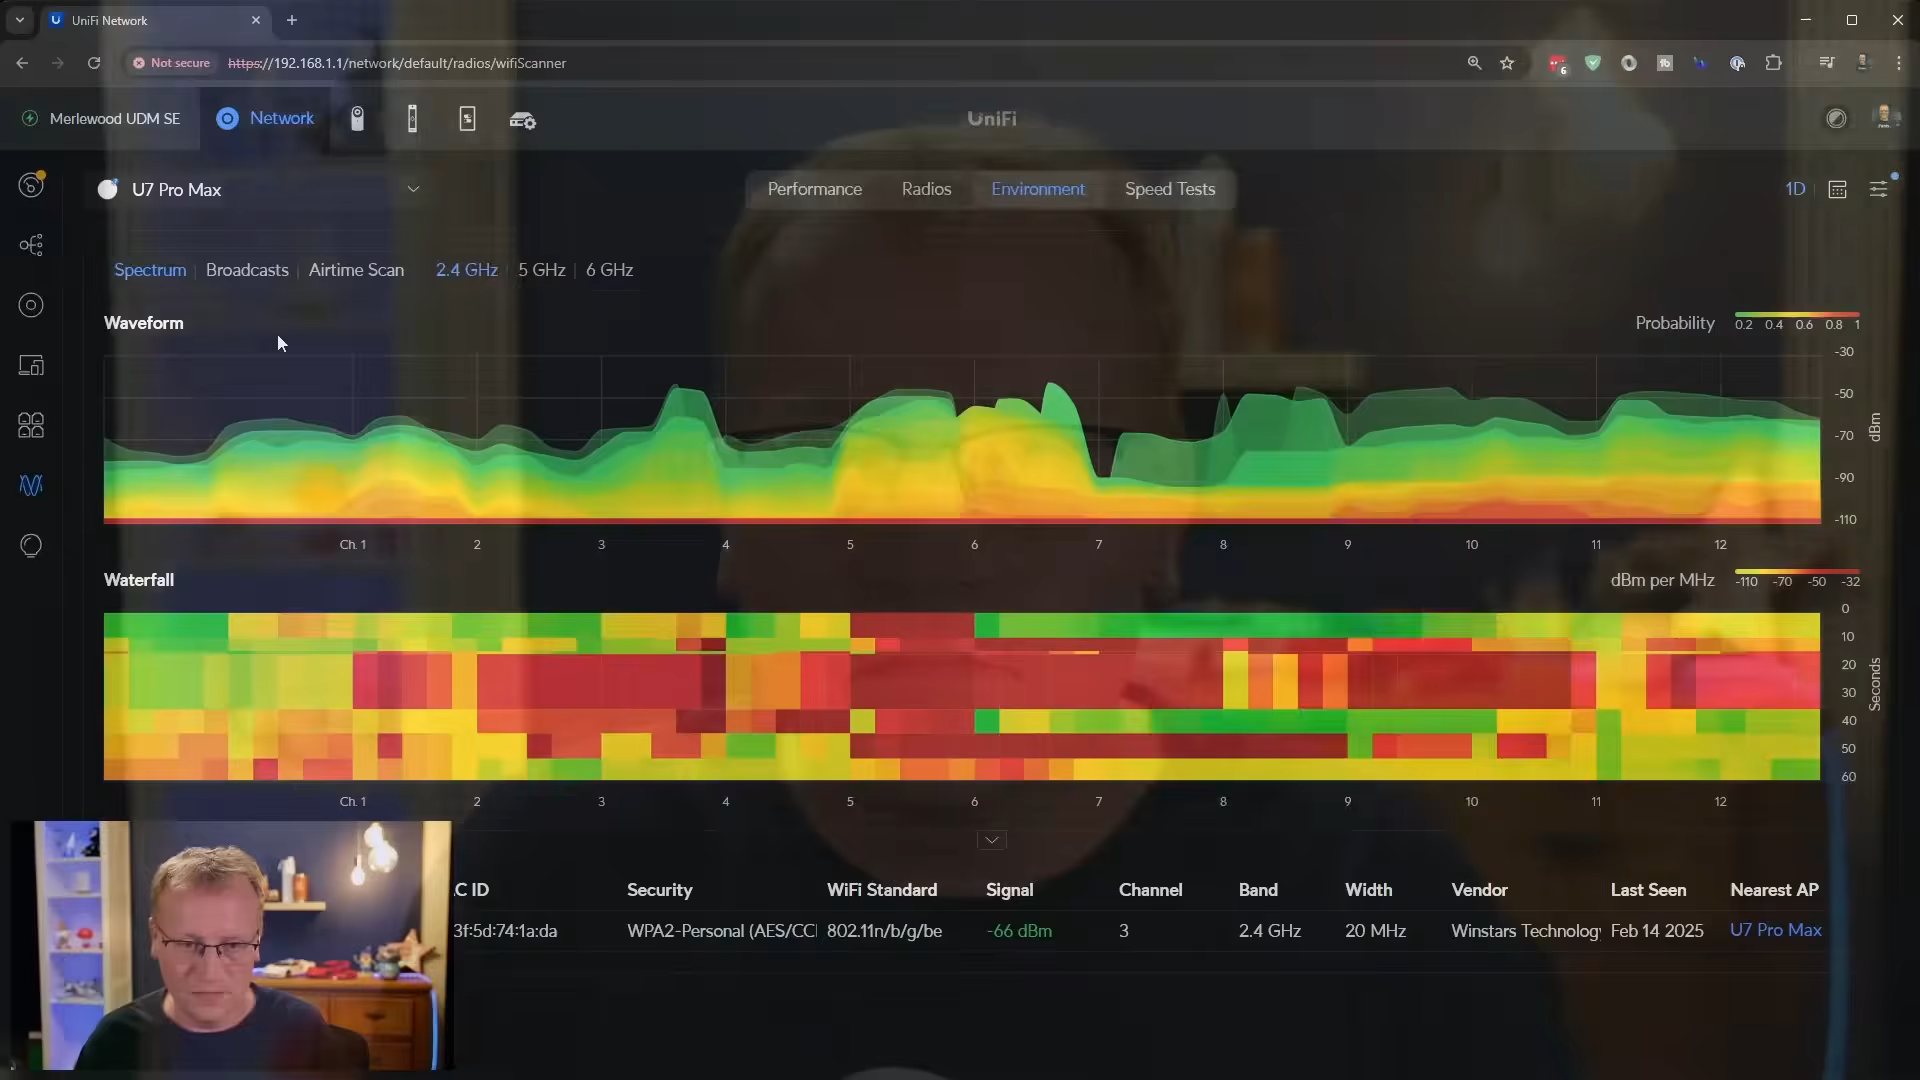 UniFi Network
Not secure https://192.168.1.1/network/default/radios/wifiScanner
6
Merlewood UDM SE Network UniFi
U7 Pro Max Performance Radios Environment Speed Tests 1D
Spectrum Broadcasts Airtime Scan 2.4 GHz 5 GHz 6 GHz
Waveform Probability 0.2 0.4 0.6 0.8 1
-30
-50
-70
-90
-110
dBm
Ch. 1 2 3 4 5 6 7 8 9 10 11 12
Waterfall dBm per MHz -110 -70 -50 -32
0
10
20
30
40
50
60
Seconds
Ch. 1 2 3 4 5 6 7 8 9 10 11 12
C ID Security WiFi Standard Signal Channel Band Width Vendor Last Seen Nearest AP
3f:5d:74:1a:da WPA2-Personal (AES/CC 802.11n/b/g/be -66 dBm 3 2.4 GHz 20 MHz Winstars Technology Feb 14 2025 U7 Pro Max